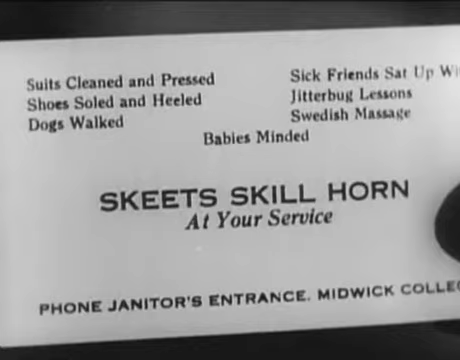 Suits Cleaned and Pressed
Shoes Soled and Heeled
Dogs Walked
Sick Friends Sat Up
Jitterbug Lessons
Swedish Massage
Babies Minded
SKEETS SKILL HORN
At Your Service
PHONE JANITOR'S ENTRANCE. MIDWICK